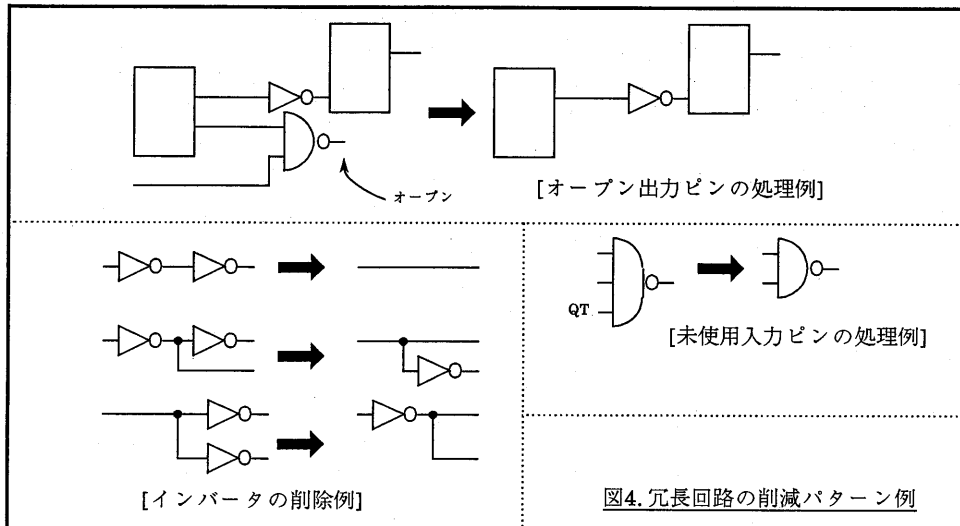 オープン
[オープン出力ピンの処理例]
QT
[未使用入力ピンの処理例]
[インバータの削除例]
図4. 冗長回路の削減パターン例